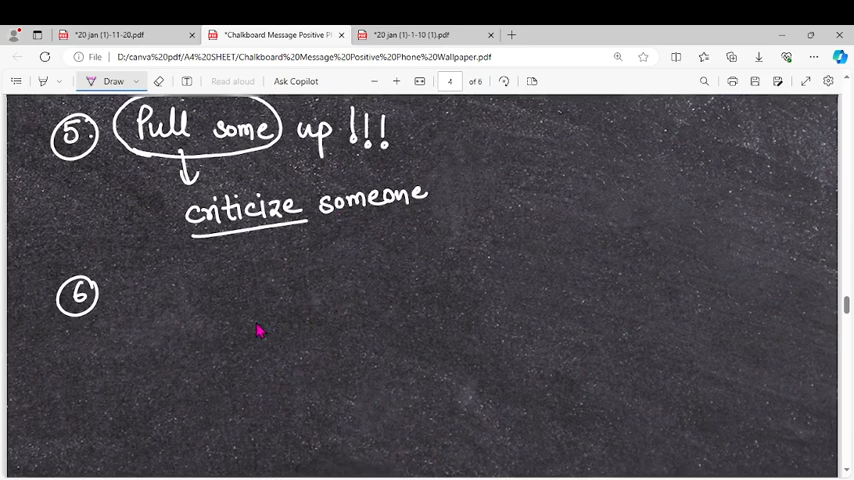 *20 jan (1)-11-20.pdf
*Chalkboard Message Positive P
*20 jan (1)-1-10 (1).pdf
File
D:/canva%20pdf/A4%20SHEET/Chalkboard%20Message%20Positive%20Phone%20Wallpaper.pdf
Draw
Read aloud
Ask Copilot
4
of 6
5. Pull some up !!!
criticize someone
6